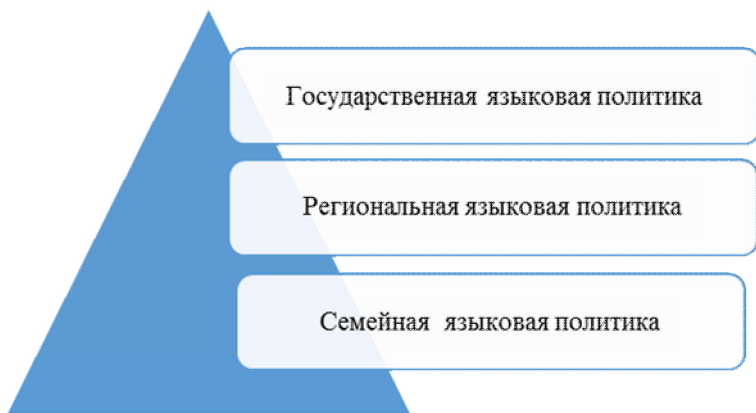 Государственная языковая политика
Региональная языковая политика
Семейная языковая политика